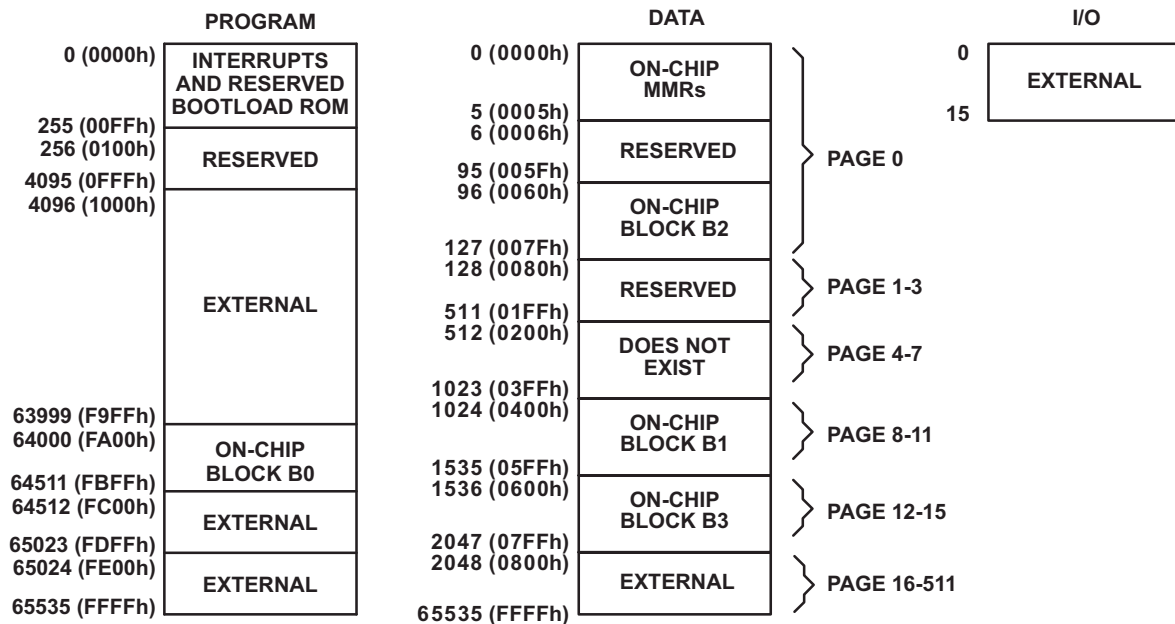 PROGRAM
0 (0000h)
INTERRUPTS
AND RESERVED
BOOTLOAD ROM
255 (00FFh)
256 (0100h)
RESERVED
4095 (0FFFh)
4096 (1000h)
EXTERNAL
63999 (F9FFh)
64000 (FA00h)
ON-CHIP
BLOCK B0
64511 (FBFFh)
64512 (FC00h)
EXTERNAL
65023 (FDFFh)
65024 (FE00h)
EXTERNAL
65535 (FFFFh)
DATA
0 (0000h)
ON-CHIP
MMRs
5 (0005h)
6 (0006h)
RESERVED
95 (005Fh)
96 (0060h)
ON-CHIP
BLOCK B2
127 (007Fh)
PAGE 0
128 (0080h)
RESERVED
511 (01FFh)
PAGE 1-3
512 (0200h)
DOES NOT
EXIST
1023 (03FFh)
PAGE 4-7
1024 (0400h)
ON-CHIP
BLOCK B1
1535 (05FFh)
PAGE 8-11
1536 (0600h)
ON-CHIP
BLOCK B3
2047 (07FFh)
PAGE 12-15
2048 (0800h)
EXTERNAL
65535 (FFFFh)
PAGE 16-511
I/O
0
EXTERNAL
15